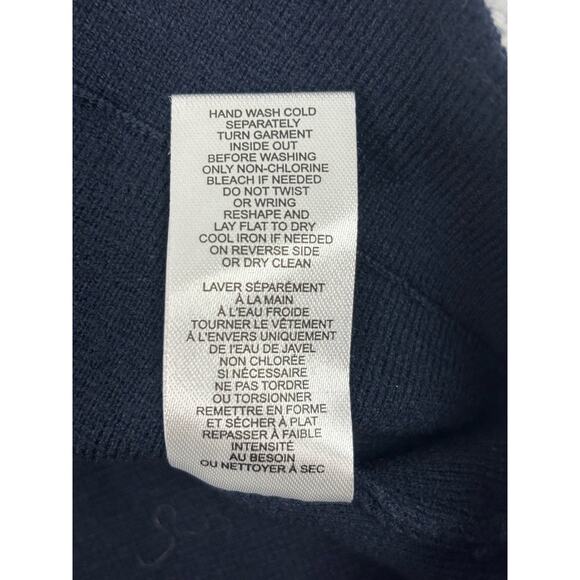 HAND WASH COLD
SEPARATELY
TURN GARMENT
INSIDE OUT
BEFORE WASHING
ONLY NON-CHLORINE
BLEACH IF NEEDED
DO NOT TWIST
OR WRING
RESHAPE AND
LAY FLAT TO DRY
COOL IRON IF NEEDED
ON REVERSE SIDE
OR DRY CLEAN
LAVER SÉPARÉMENT
À LA MAIN
À L'EAU FROIDE
TOURNER LE VÊTEMENT
À L'ENVERS UNIQUEMENT
DE L'EAU DE JAVEL
NON CHLORÉE
SI NÉCESSAIRE
NE PAS TORDRE
OU TORSIONNER
REMETTRE EN FORME
ET SÉCHER À PLAT
REPASSER À FAIBLE
INTENSITÉ
AU BESOIN
OU NETTOYER À SEC